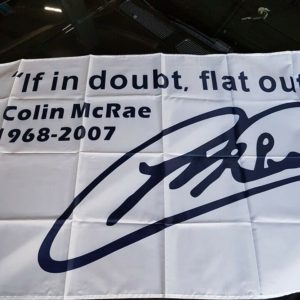 "If in doubt, flat out
Colin McRae
1968-2007